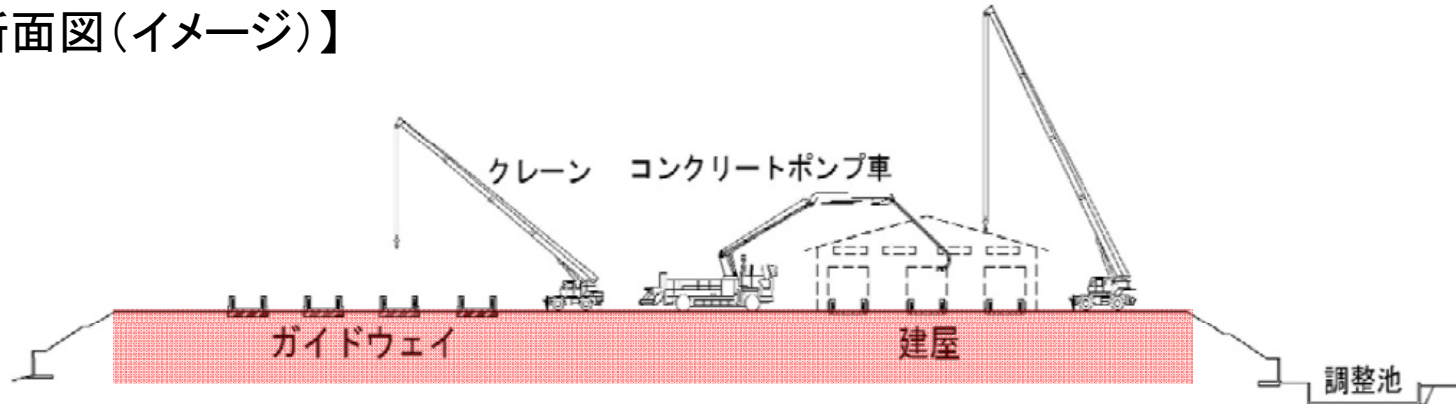 面図(イメージ)】
クレーン
コンクリートポンプ車
ガイドウェイ
建屋
調整池